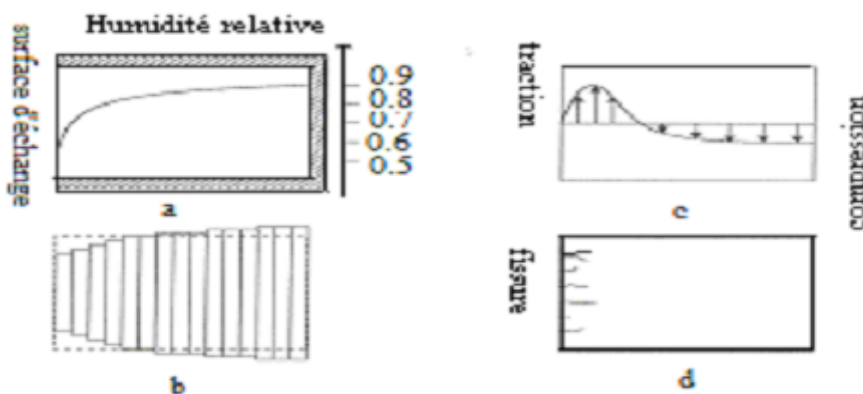 Humidité relative
surface d'échange
0.9
0.8
0.7
0.6
0.5
a
traction
compression
c
b
fissure
d